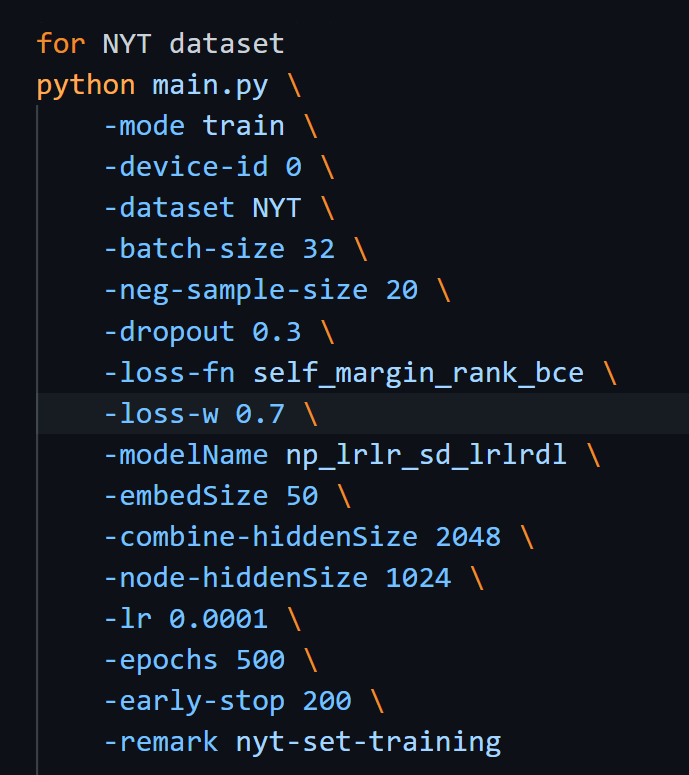 for NYT dataset
python main.py \
-mode train \
-device-id 0 \
-dataset NYT \
-batch-size 32 \
-neg-sample-size 20 \
-dropout 0.3 \
-loss-fn self_margin_rank_bce \
-loss-w 0.7 \
-modelName np_lrlr_sd_lrlrdl \
-embedSize 50 \
-combine-hiddenSize 2048 \
-node-hiddenSize 1024 \
-lr 0.0001 \
-epochs 500 \
-early-stop 200 \
-remark nyt-set-training